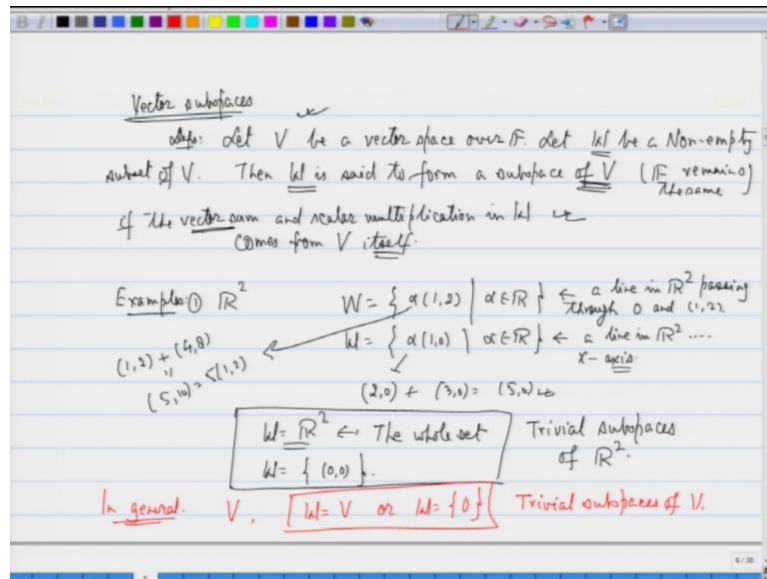 Vector subspaces
Defn: Let V be a vector space over F. Let W be a Non-empty
subset of V. Then W is said to form a subspace of V (F remains the same)
if the vector sum and scalar multiplication in W
comes from V itself.
Examples: ① ℝ² W = { α(1,2) | α∈ℝ } ← a line in ℝ² passing through 0 and (1,2).
W = { α(1,0) | α∈ℝ } ← a line in ℝ² .... x-axis.
(1,2) + (4,8)
=
(5,10) = 5(1,2)
(2,0) + (3,0) = (5,0)
W = ℝ² ← The whole set
W = { (0,0) }.
Trivial subspaces of ℝ².
In general. V, W = V or W = {0} Trivial subspaces of V.
6/30